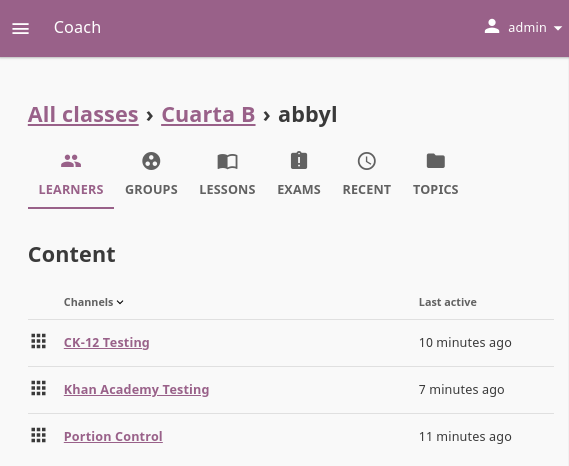 Coach admin
All classes › Cuarta B › abbyl
LEARNERS GROUPS LESSONS EXAMS RECENT TOPICS
Content
Channels Last active
CK-12 Testing 10 minutes ago
Khan Academy Testing 7 minutes ago
Portion Control 11 minutes ago